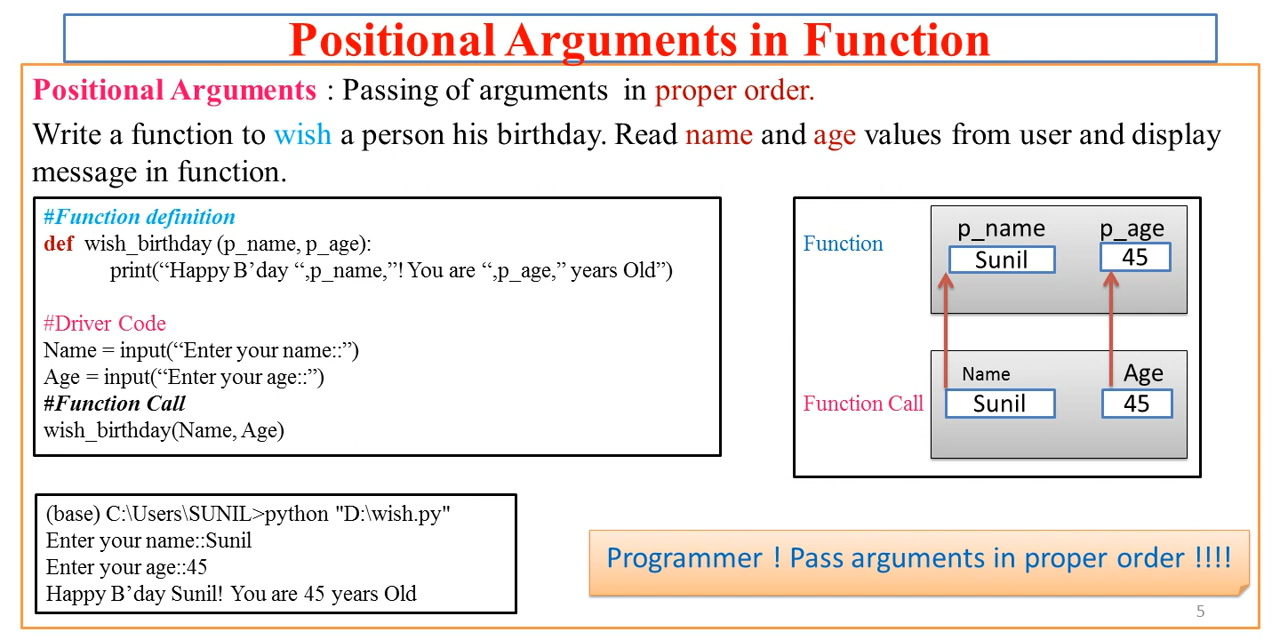 Positional Arguments in Function
Positional Arguments : Passing of arguments in proper order.
Write a function to wish a person his birthday. Read name and age values from user and display
message in function.
#Function definition
def wish_birthday (p_name, p_age):
print(“Happy B’day “,p_name,”! You are “,p_age,” years Old”)
#Driver Code
Name = input(“Enter your name::”)
Age = input(“Enter your age::”)
#Function Call
wish_birthday(Name, Age)
p_name p_age
Function
Sunil 45
Name Age
Function Call
Sunil 45
(base) C:\Users\SUNIL>python "D:\wish.py"
Enter your name::Sunil
Enter your age::45
Happy B’day Sunil! You are 45 years Old
Programmer ! Pass arguments in proper order !!!!
5